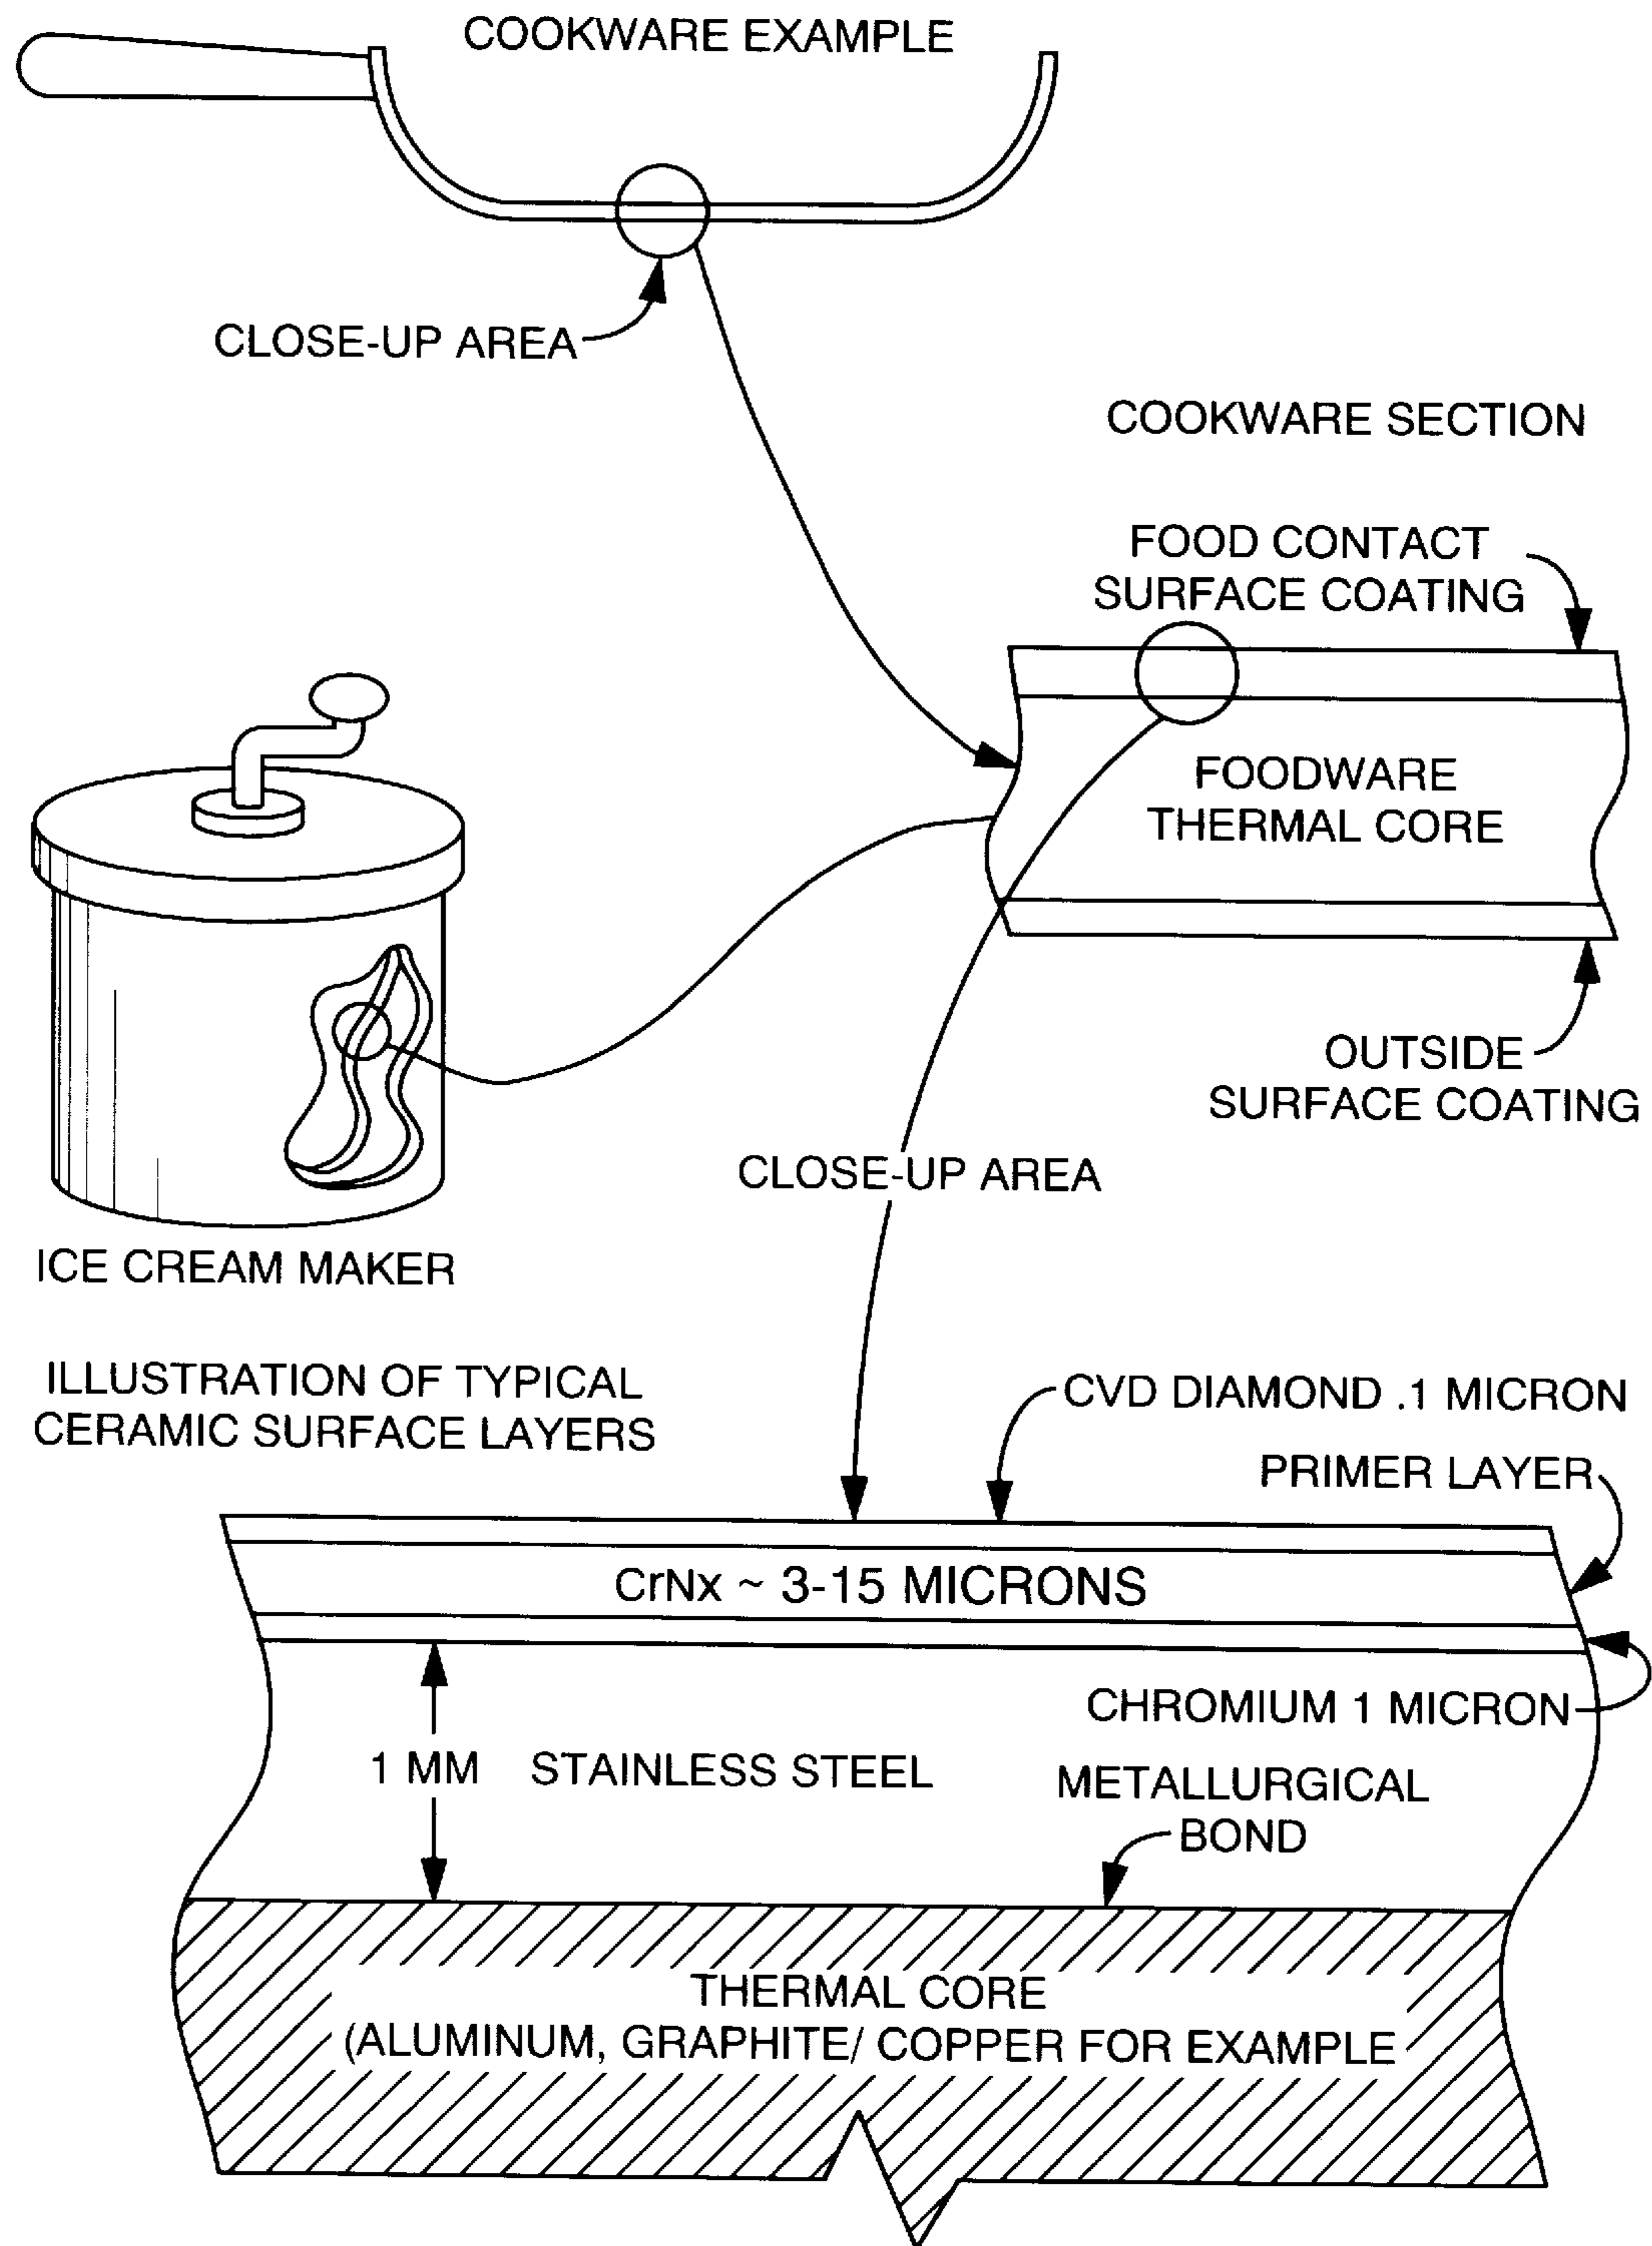 COOKWARE EXAMPLE
CLOSE-UP AREA
COOKWARE SECTION
FOOD CONTACT
SURFACE COATING
FOODWARE
THERMAL CORE
OUTSIDE
SURFACE COATING
CLOSE-UP AREA
ICE CREAM MAKER
ILLUSTRATION OF TYPICAL
CERAMIC SURFACE LAYERS
CVD DIAMOND .1 MICRON
PRIMER LAYER
CrNx ~ 3-15 MICRONS
CHROMIUM 1 MICRON
1 MM
STAINLESS STEEL
METALLURGICAL
BOND
THERMAL CORE
(ALUMINUM, GRAPHITE/ COPPER FOR EXAMPLE